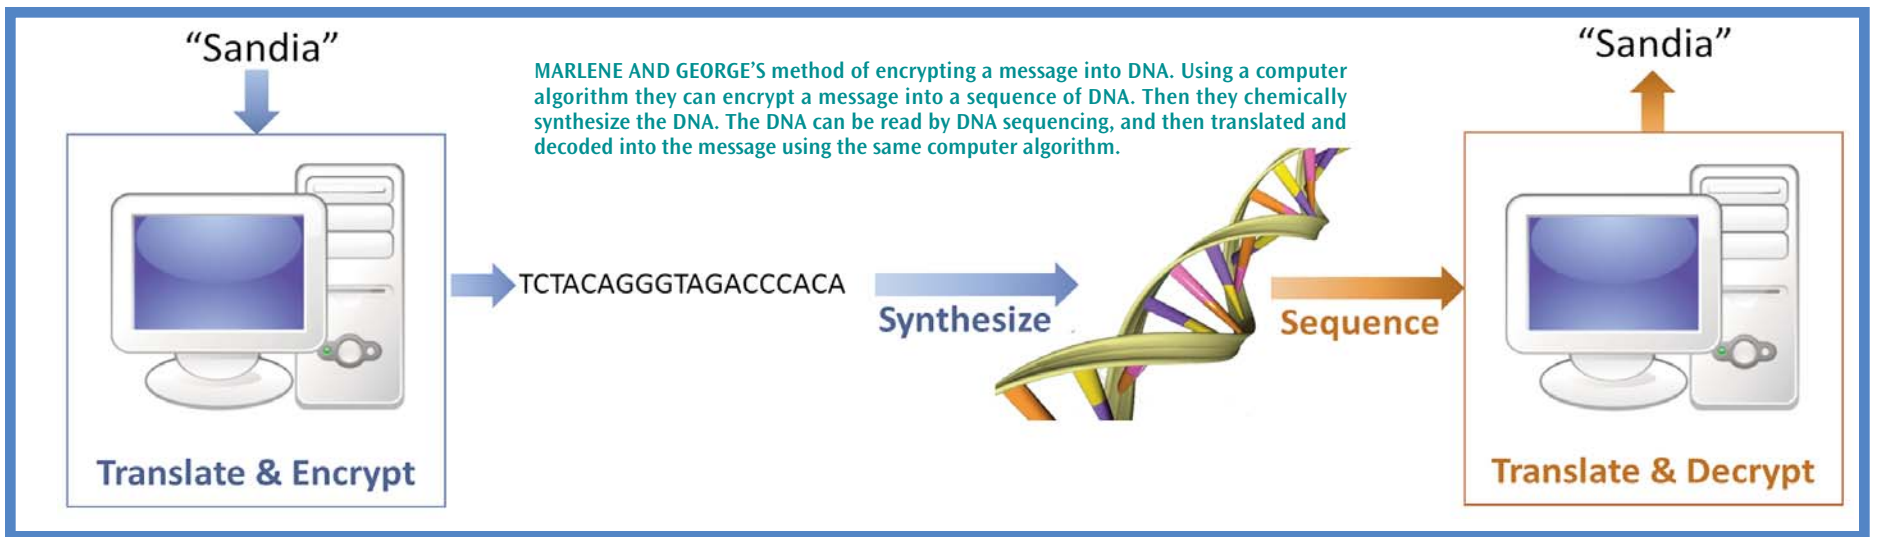 “Sandia”
MARLENE AND GEORGE’S method of encrypting a message into DNA. Using a computer
algorithm they can encrypt a message into a sequence of DNA. Then they chemically
synthesize the DNA. The DNA can be read by DNA sequencing, and then translated and
decoded into the message using the same computer algorithm.
“Sandia”
TCTACAGGGTAGACCCACA
Synthesize
Sequence
Translate & Encrypt
Translate & Decrypt